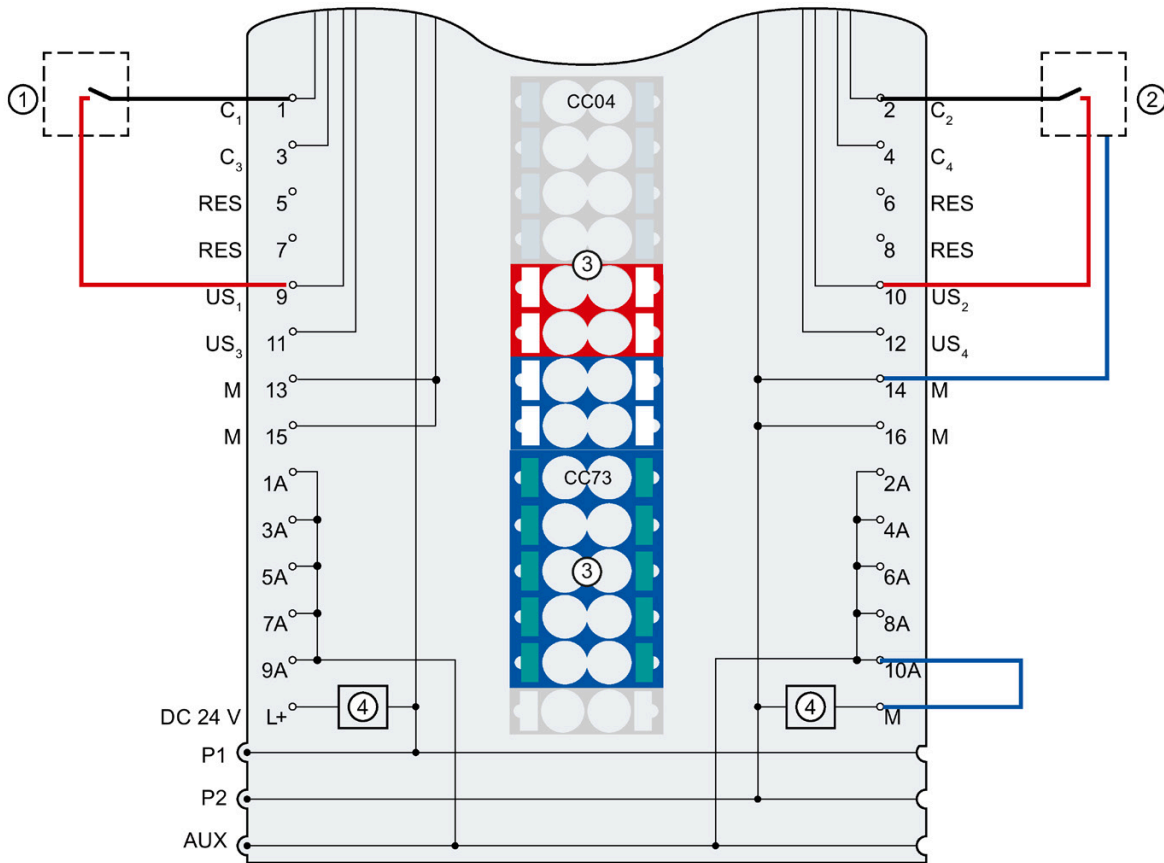 CC04
① C₁ 1 2 C₂ ②
C₃ 3 4 C₄
RES 5 6 RES
RES 7 8 RES
③
US₁ 9 10 US₂
US₃ 11 12 US₄
M 13 14 M
M 15 16 M
1A CC73 2A
3A 4A
5A ③ 6A
7A 8A
9A 10A
DC 24 V L+ ④ ④ M
P1
P2
AUX